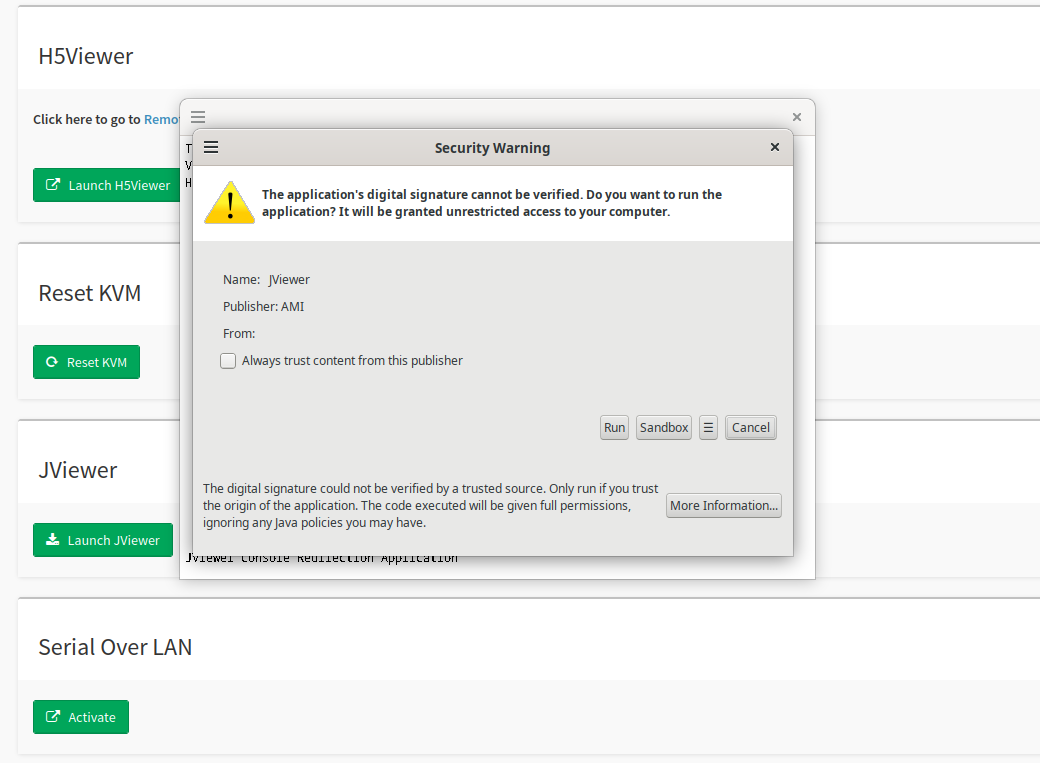 H5Viewer
Click here to go to Remo
Launch H5Viewer
T
V
H
Security Warning
The application's digital signature cannot be verified. Do you want to run the
application? It will be granted unrestricted access to your computer.
Name: JViewer
Publisher: AMI
From:
Always trust content from this publisher
Run Sandbox Cancel
The digital signature could not be verified by a trusted source. Only run if you trust
the origin of the application. The code executed will be given full permissions,
ignoring any Java policies you may have.
More Information...
Reset KVM
Reset KVM
JViewer
Launch JViewer
JViewer Console Redirection Application
Serial Over LAN
Activate